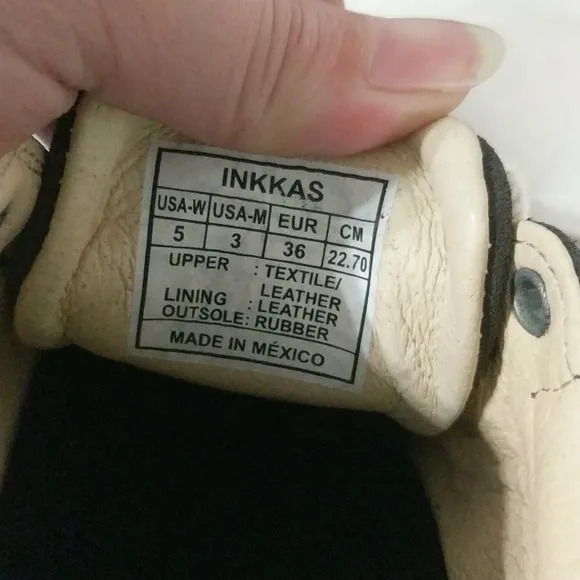 INKKAS
USA-W USA-M EUR CM
5 3 36 22.70
UPPER : TEXTILE/
LEATHER
LINING : LEATHER
OUTSOLE: RUBBER
MADE IN MÉXICO